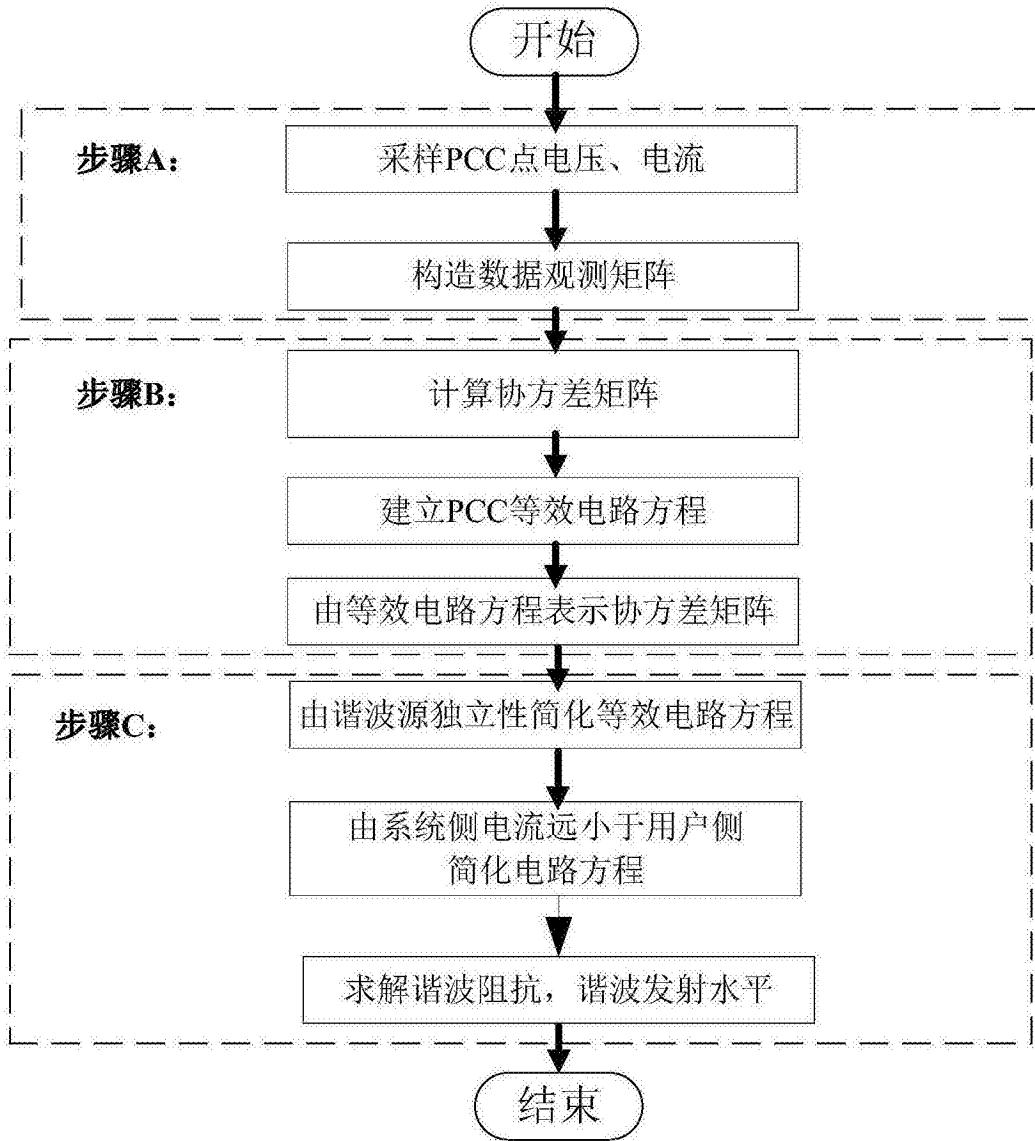 开始
步骤A：
采样PCC点电压、电流
构造数据观测矩阵
步骤B：
计算协方差矩阵
建立PCC等效电路方程
由等效电路方程表示协方差矩阵
步骤C：
由谐波源独立性简化等效电路方程
由系统侧电流远小于用户侧
简化电路方程
求解谐波阻抗，谐波发射水平
结束